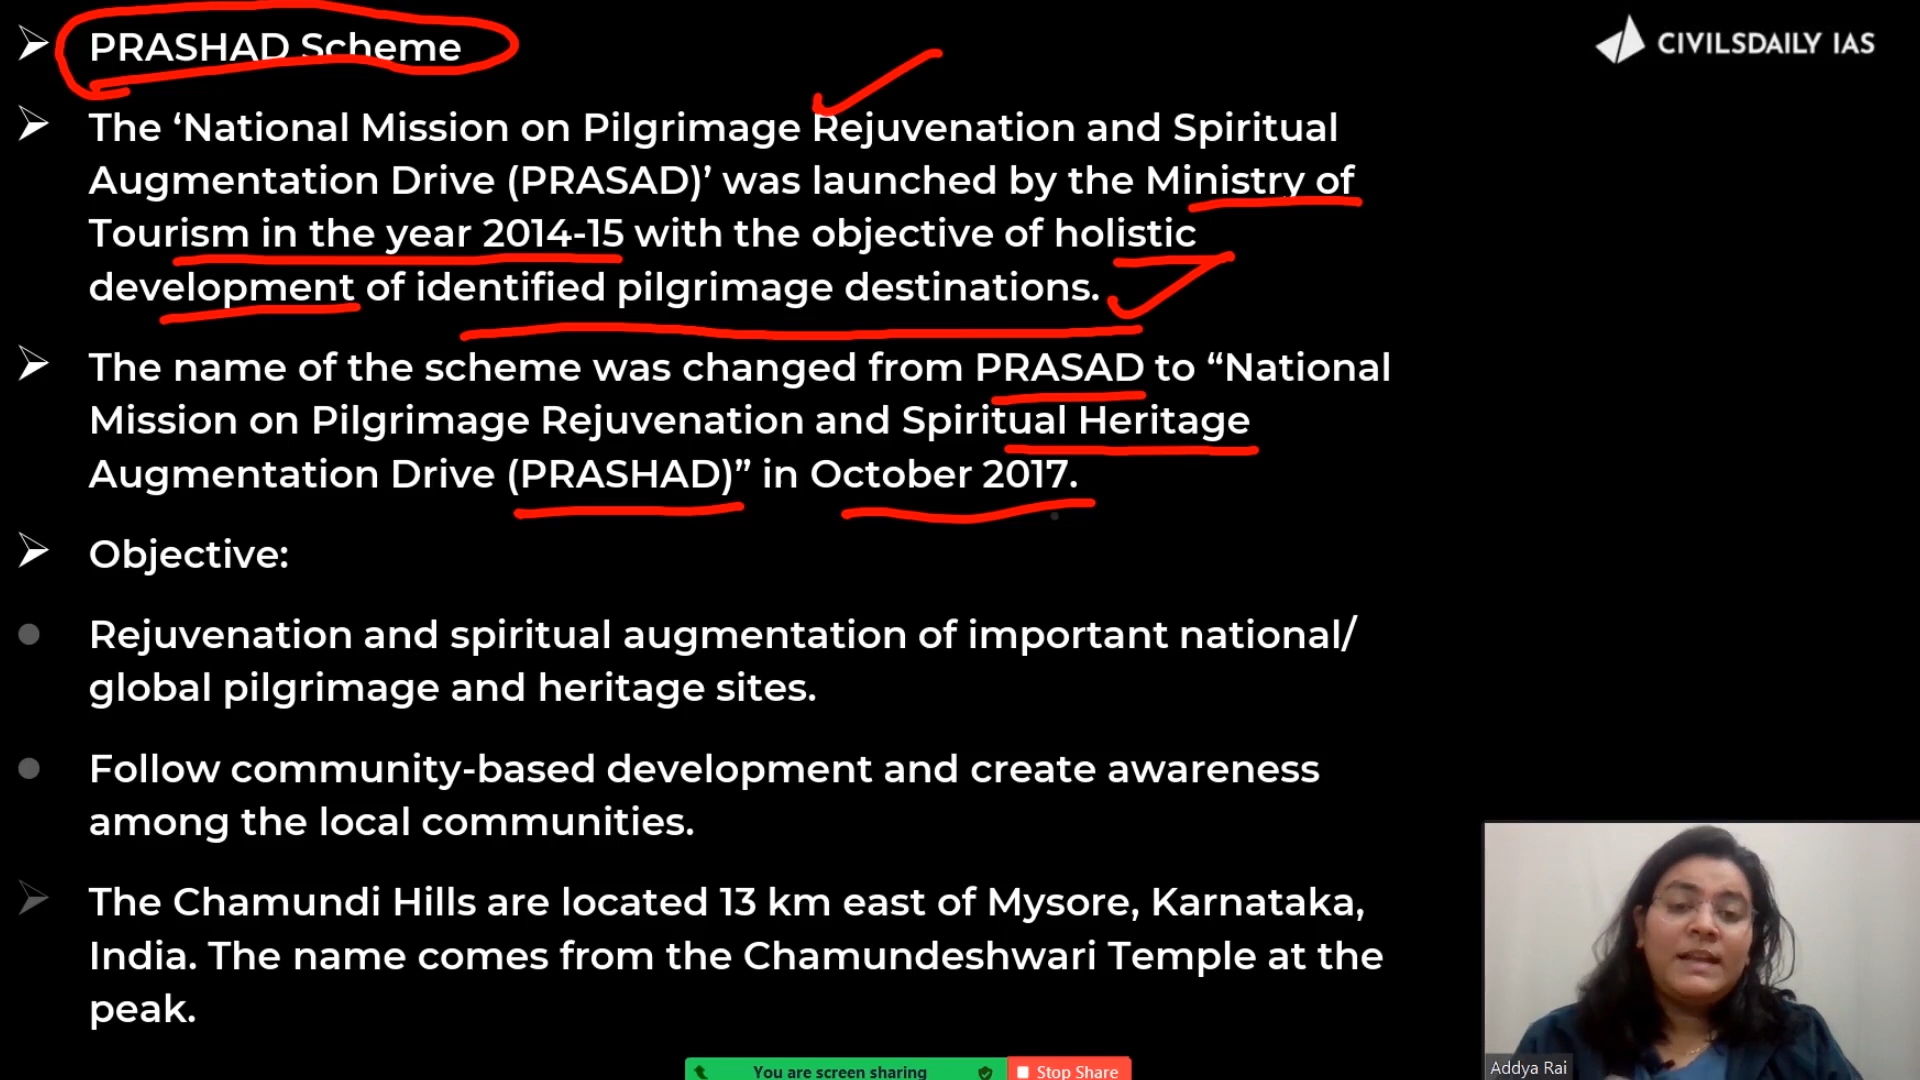 PRASHAD Scheme
CIVILSDAILY IAS
The ‘National Mission on Pilgrimage Rejuvenation and Spiritual
Augmentation Drive (PRASAD)’ was launched by the Ministry of
Tourism in the year 2014-15 with the objective of holistic
development of identified pilgrimage destinations.
The name of the scheme was changed from PRASAD to “National
Mission on Pilgrimage Rejuvenation and Spiritual Heritage
Augmentation Drive (PRASHAD)” in October 2017.
Objective:
Rejuvenation and spiritual augmentation of important national/
global pilgrimage and heritage sites.
Follow community-based development and create awareness
among the local communities.
The Chamundi Hills are located 13 km east of Mysore, Karnataka,
India. The name comes from the Chamundeshwari Temple at the
peak.
Addya Rai
You are screen sharing
Stop Share